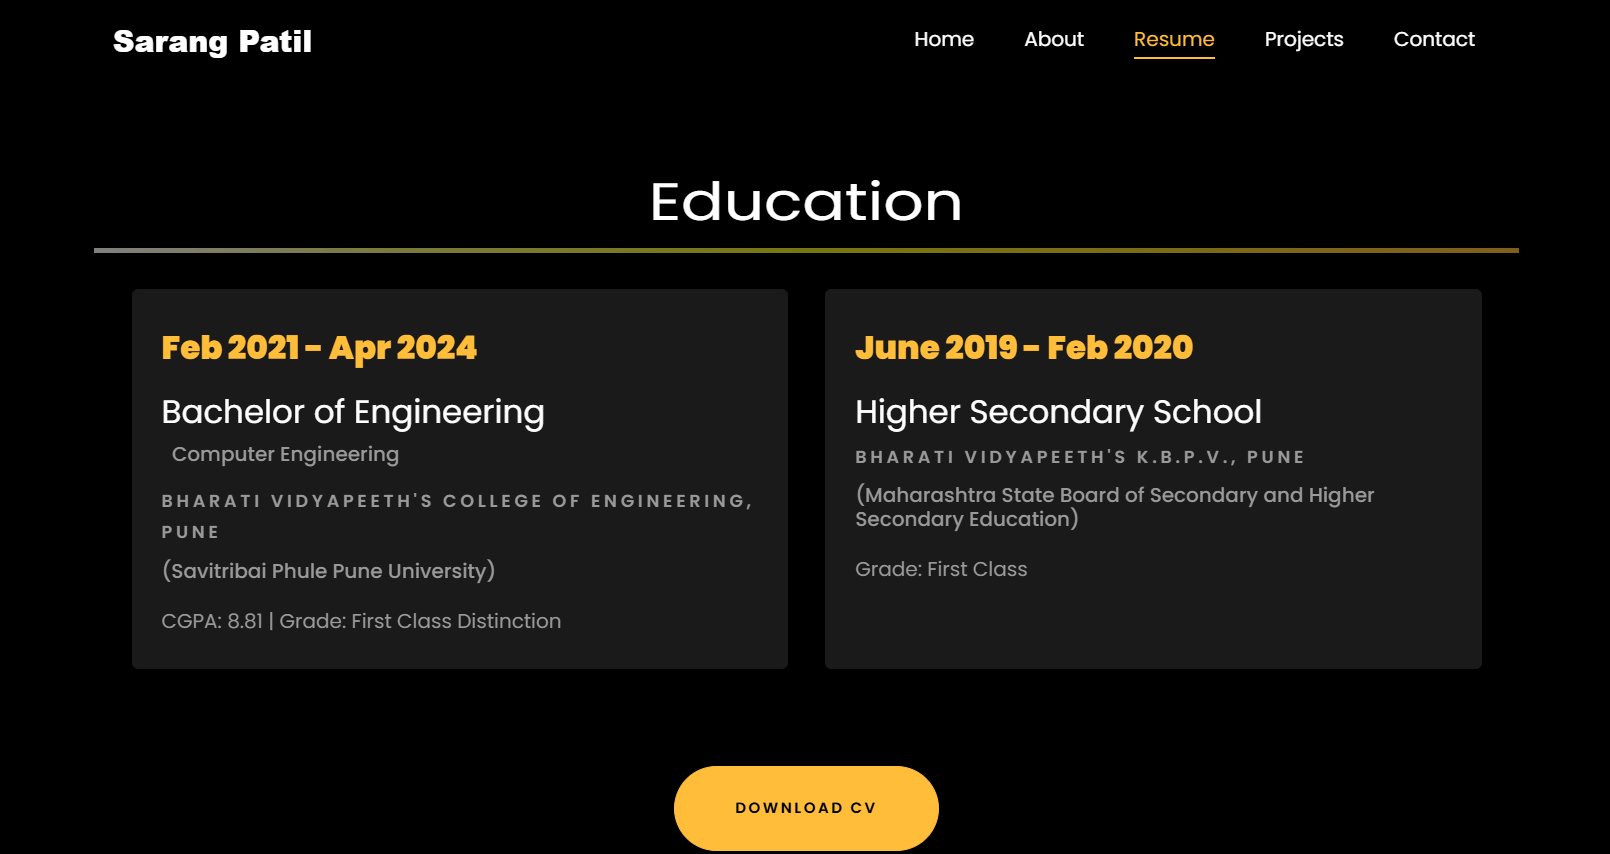 Sarang Patil
Home
About
Resume
Projects
Contact
Education
Feb 2021 - Apr 2024
Bachelor of Engineering
Computer Engineering
BHARATI VIDYAPEETH'S COLLEGE OF ENGINEERING,
PUNE
(Savitribai Phule Pune University)
CGPA: 8.81 | Grade: First Class Distinction
June 2019 - Feb 2020
Higher Secondary School
BHARATI VIDYAPEETH'S K.B.P.V., PUNE
(Maharashtra State Board of Secondary and Higher
Secondary Education)
Grade: First Class
DOWNLOAD CV